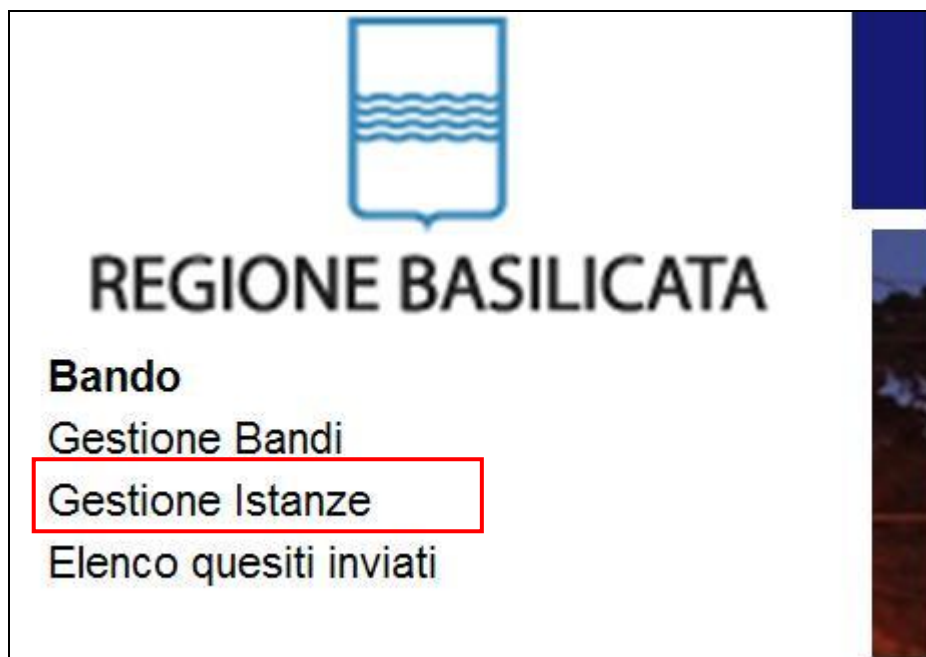 REGIONE BASILICATA
Bando
Gestione Bandi
Gestione Istanze
Elenco quesiti inviati